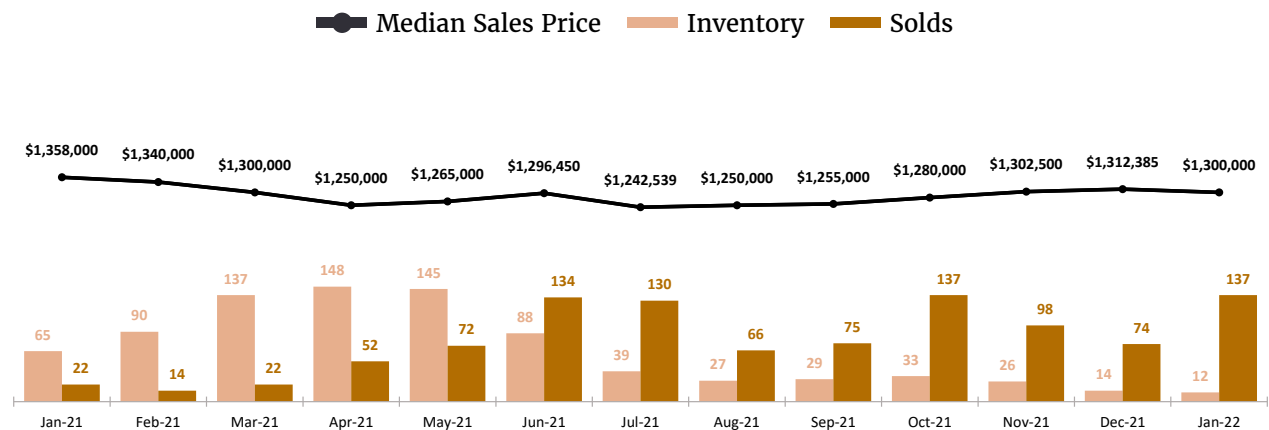 Median Sales Price Inventory Solds
$1,358,000 $1,340,000 $1,300,000 $1,250,000 $1,265,000 $1,296,450 $1,242,539 $1,250,000 $1,255,000 $1,280,000 $1,302,500 $1,312,385 $1,300,000
65 90 137 148 145 88 39 27 29 33 26 14 12
22 14 22 52 72 134 130 66 75 137 98 74 137
Jan-21 Feb-21 Mar-21 Apr-21 May-21 Jun-21 Jul-21 Aug-21 Sep-21 Oct-21 Nov-21 Dec-21 Jan-22